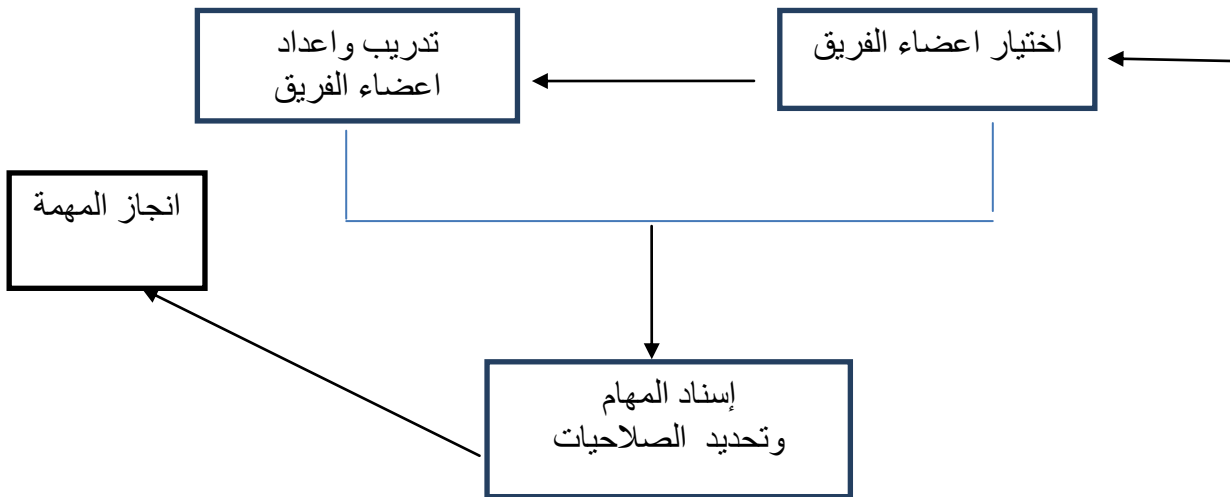 اختيار اعضاء الفريق
تدريب واعداد
اعضاء الفريق
انجاز المهمة
إسناد المهام
وتحديد الصلاحيات